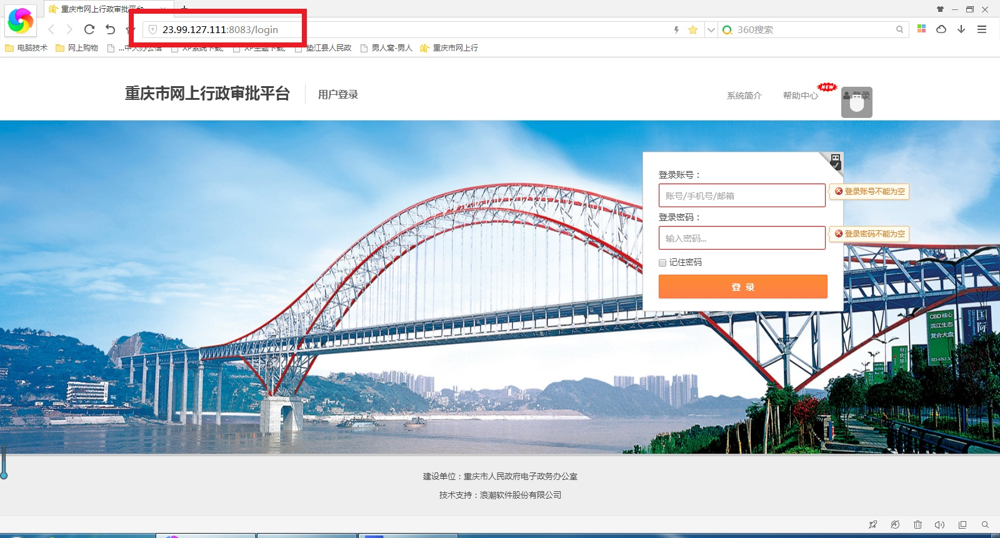 重庆市网上行政审批平台
23.99.127.111:8083/login
360搜索
电脑技术
网上购物
垫江县人民政
男人窝-男人
重庆市网上行
重庆市网上行政审批平台
用户登录
系统简介
帮助中心
NEW
登录
登录账号：
账号/手机号/邮箱
登录账号不能为空
登录密码：
输入密码...
登录密码不能为空
记住密码
登 录
CBD 核心
滨江生态
复合大盘
国际
建设单位：重庆市人民政府电子政务办公室
技术支持：浪潮软件股份有限公司